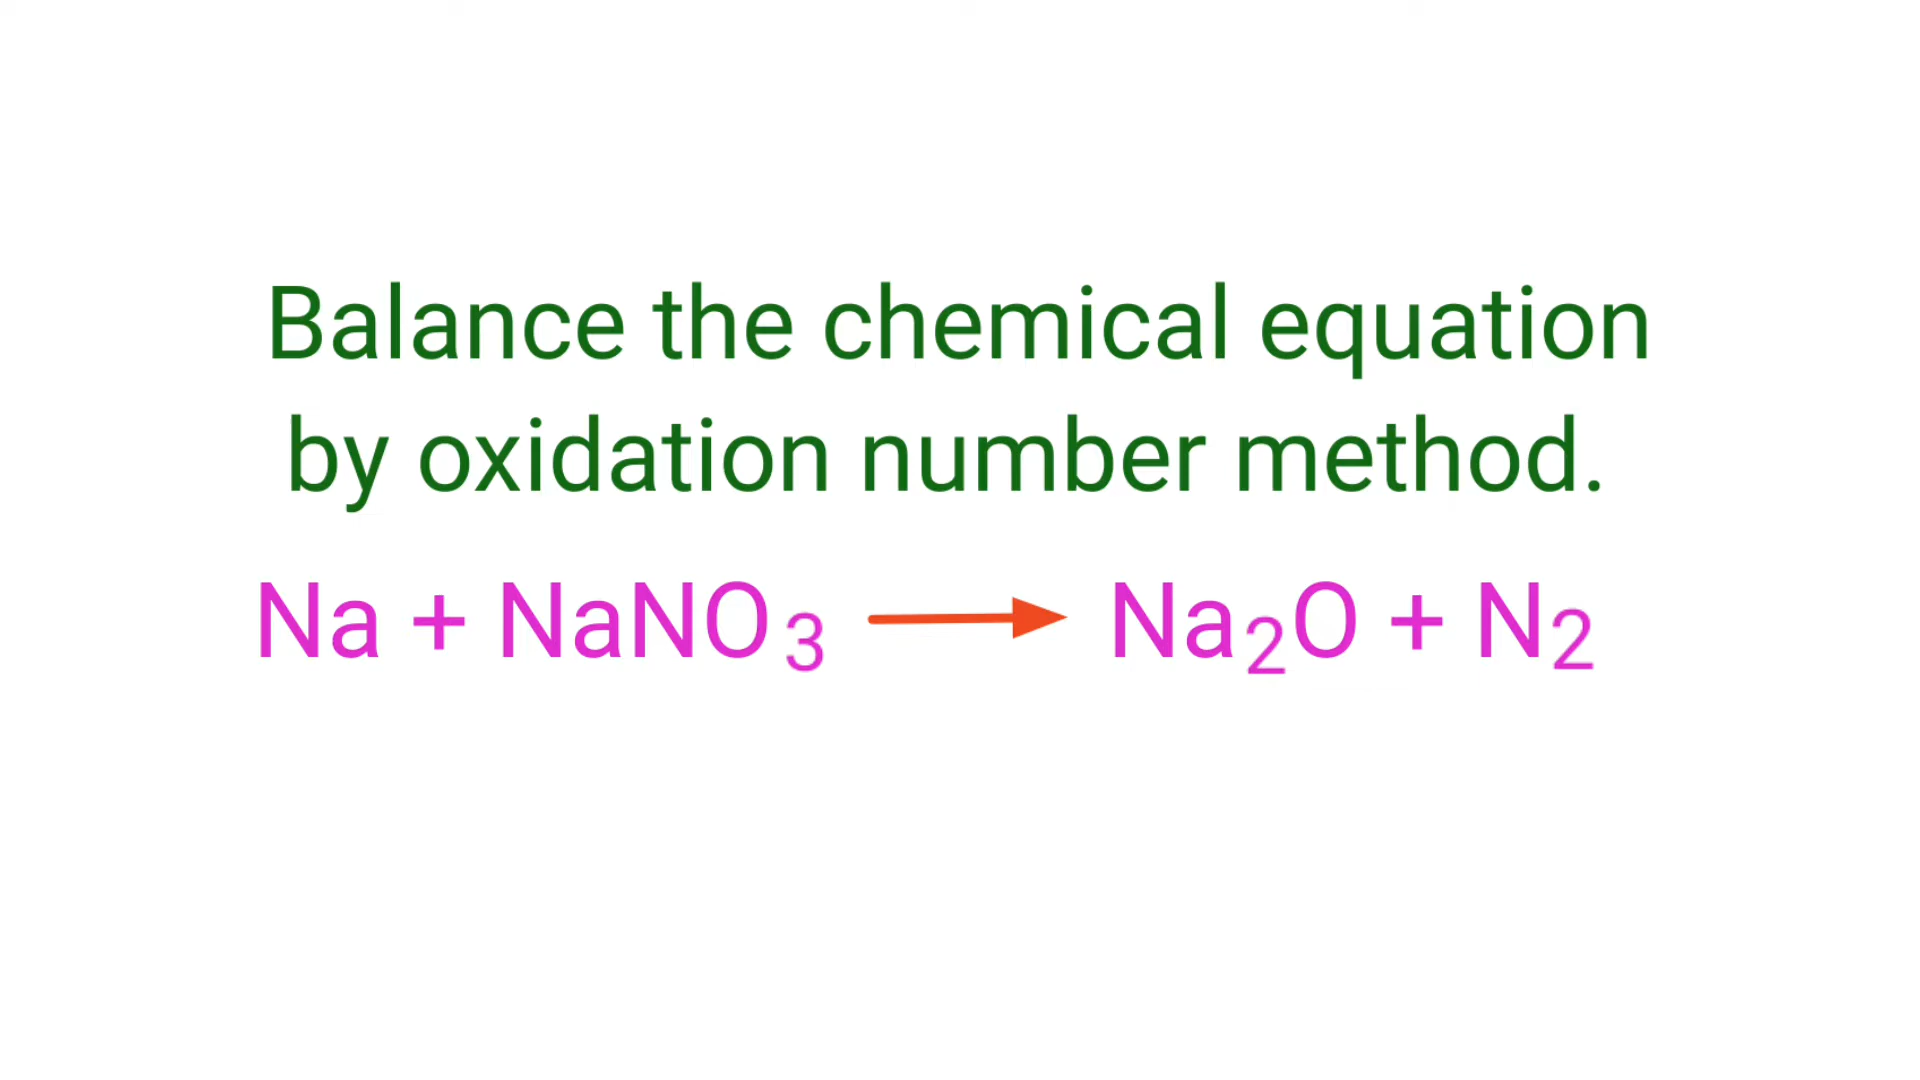 Balance the chemical equation
by oxidation number method.
Na + NaNO₃ ⟶ Na₂O + N₂